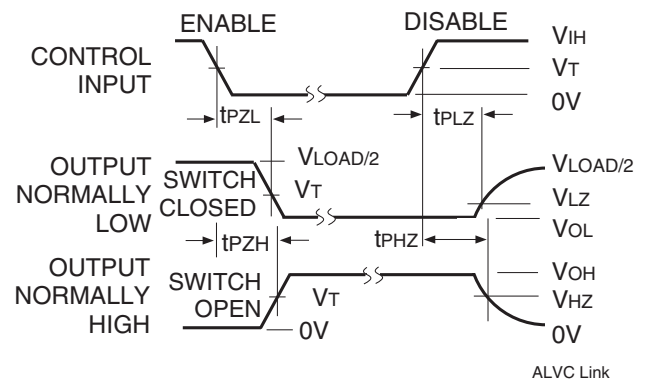 ENABLE
DISABLE
CONTROL
INPUT
VIH
VT
0V
tPZL
tPLZ
OUTPUT
NORMALLY
LOW
SWITCH
CLOSED
VLOAD/2
VT
VLOAD/2
VLZ
VOL
tPZH
tPHZ
OUTPUT
NORMALLY
HIGH
SWITCH
OPEN
VT
0V
VOH
VHZ
0V
ALVC Link